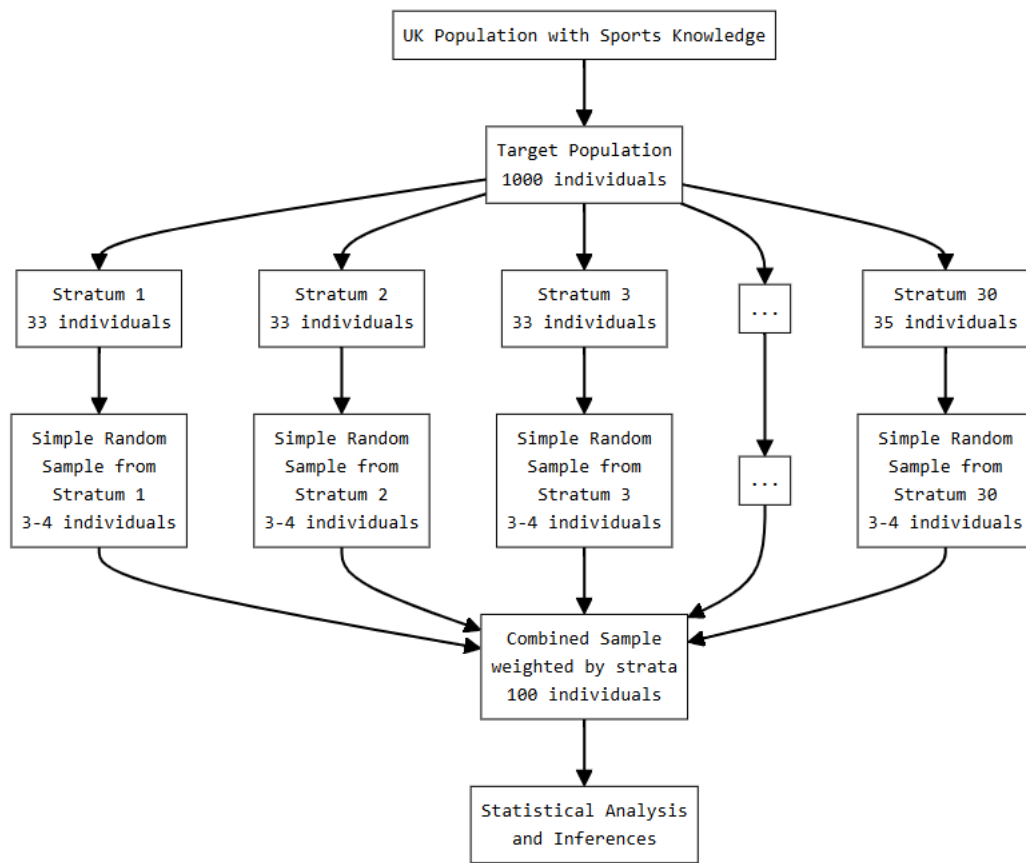 UK Population with Sports Knowledge
Target Population
1000 individuals
Stratum 1
33 individuals
Stratum 2
33 individuals
Stratum 3
33 individuals
...
Stratum 30
35 individuals
Simple Random
Sample from
Stratum 1
3-4 individuals
Simple Random
Sample from
Stratum 2
3-4 individuals
Simple Random
Sample from
Stratum 3
3-4 individuals
...
Simple Random
Sample from
Stratum 30
3-4 individuals
Combined Sample
weighted by strata
100 individuals
Statistical Analysis
and Inferences